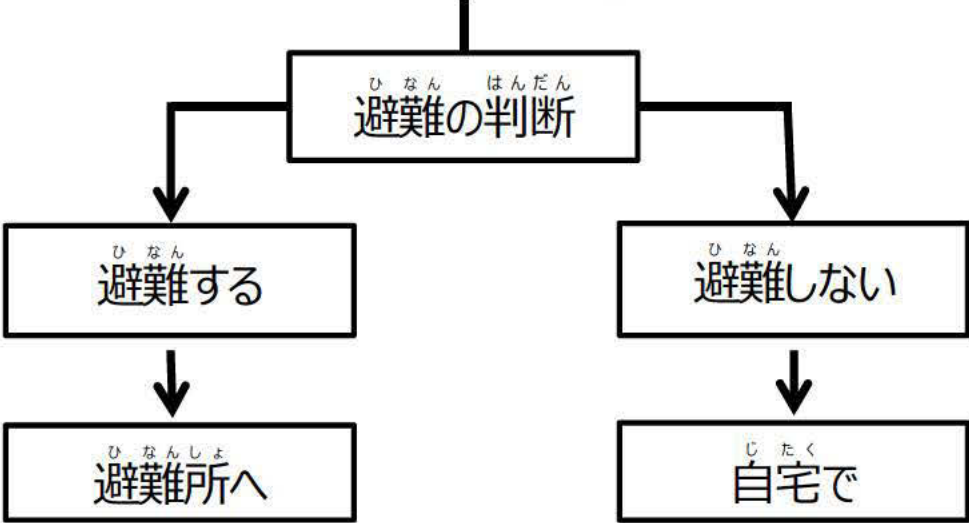 ひなん はんだん
避難の判断
ひなん
避難する
ひなん
避難しない
ひなんしょ
避難所へ
じたく
自宅で